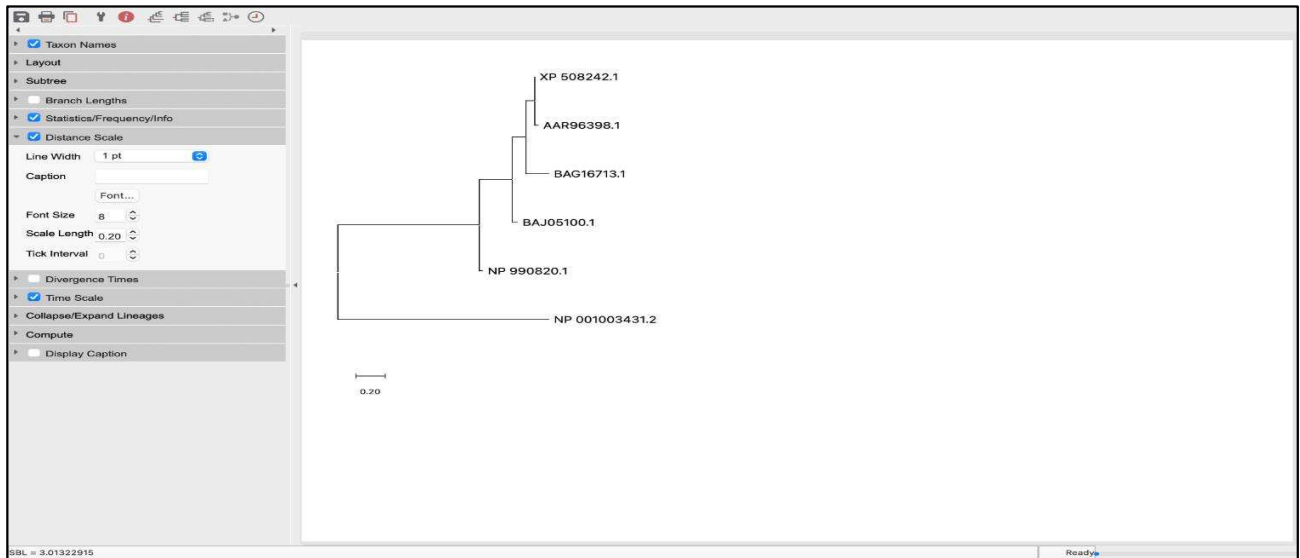 Taxon Names
Layout
Subtree
Branch Lengths
Statistics/Frequency/Info
Distance Scale
Line Width 1 pt
Caption
Font...
Font Size 8
Scale Length 0.20
Tick Interval 0
Divergence Times
Time Scale
Collapse/Expand Lineages
Compute
Display Caption
XP 508242.1
AAR96398.1
BAG16713.1
BAJ05100.1
NP 990820.1
NP 001003431.2
0.20
SBL = 3.01322915
Ready